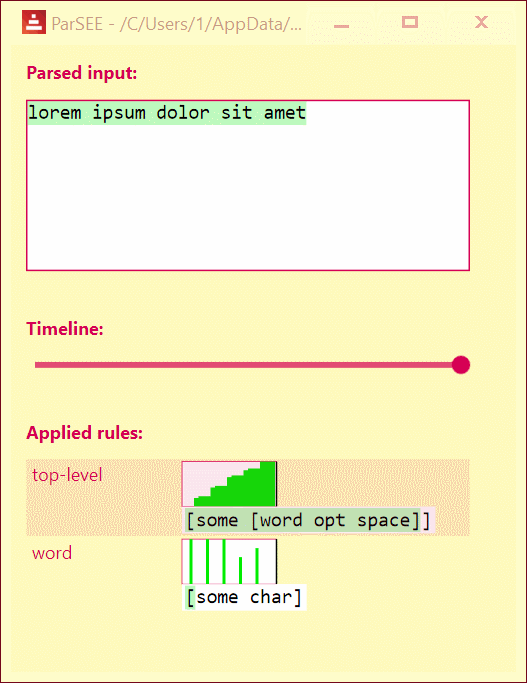 ParSEE - /C/Users/1/AppData/...
Parsed input:
lorem ipsum dolor sit amet
Timeline:
Applied rules:
top-level
[some [word opt space]]
word
[some char]